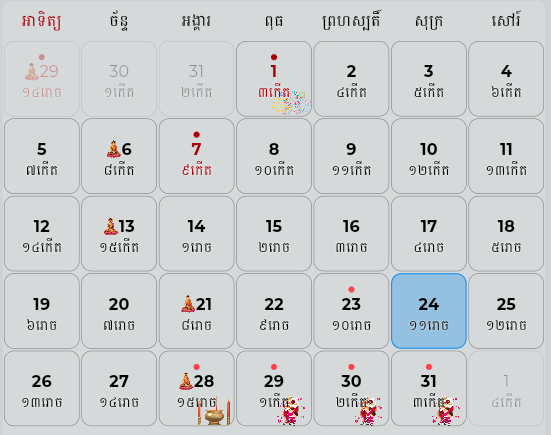 អាទិត្យ ច័ន្ទ អង្គារ ពុធ ព្រហស្បតិ៍ សុក្រ សៅរ៍
29 30 31 1 2 3 4
១៤រោច ១កើត ២កើត ៣កើត ៤កើត ៥កើត ៦កើត
5 6 7 8 9 10 11
៧កើត ៨កើត ៩កើត ១០កើត ១១កើត ១២កើត ១៣កើត
12 13 14 15 16 17 18
១៤កើត ១៥កើត ១រោច ២រោច ៣រោច ៤រោច ៥រោច
19 20 21 22 23 24 25
៦រោច ៧រោច ៨រោច ៩រោច ១០រោច ១១រោច ១២រោច
26 27 28 29 30 31 1
១៣រោច ១៤រោច ១៥រោច ១កើត ២កើត ៣កើត ៤កើត